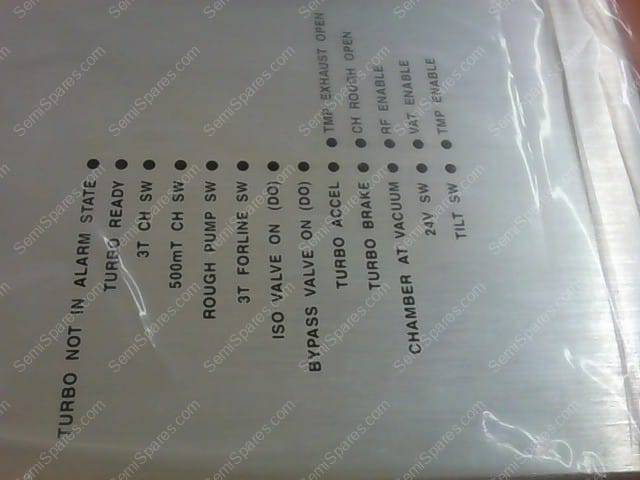 TURBO NOT IN ALARM STATE ●
TURBO READY ●
3T CH SW ●
500mT CH SW ●
ROUGH PUMP SW ●
3T FORLINE SW ●
ISO VALVE ON (DO) ●
BYPASS VALVE ON (DO) ●
TURBO ACCEL ● ● TMP EXHAUST OPEN
TURBO BRAKE ● ● CH ROUGH OPEN
CHAMBER AT VACUUM ● ● RF ENABLE
24V SW ● ● VAT ENABLE
TILT SW ● ● TMP ENABLE
SemiSpares.com